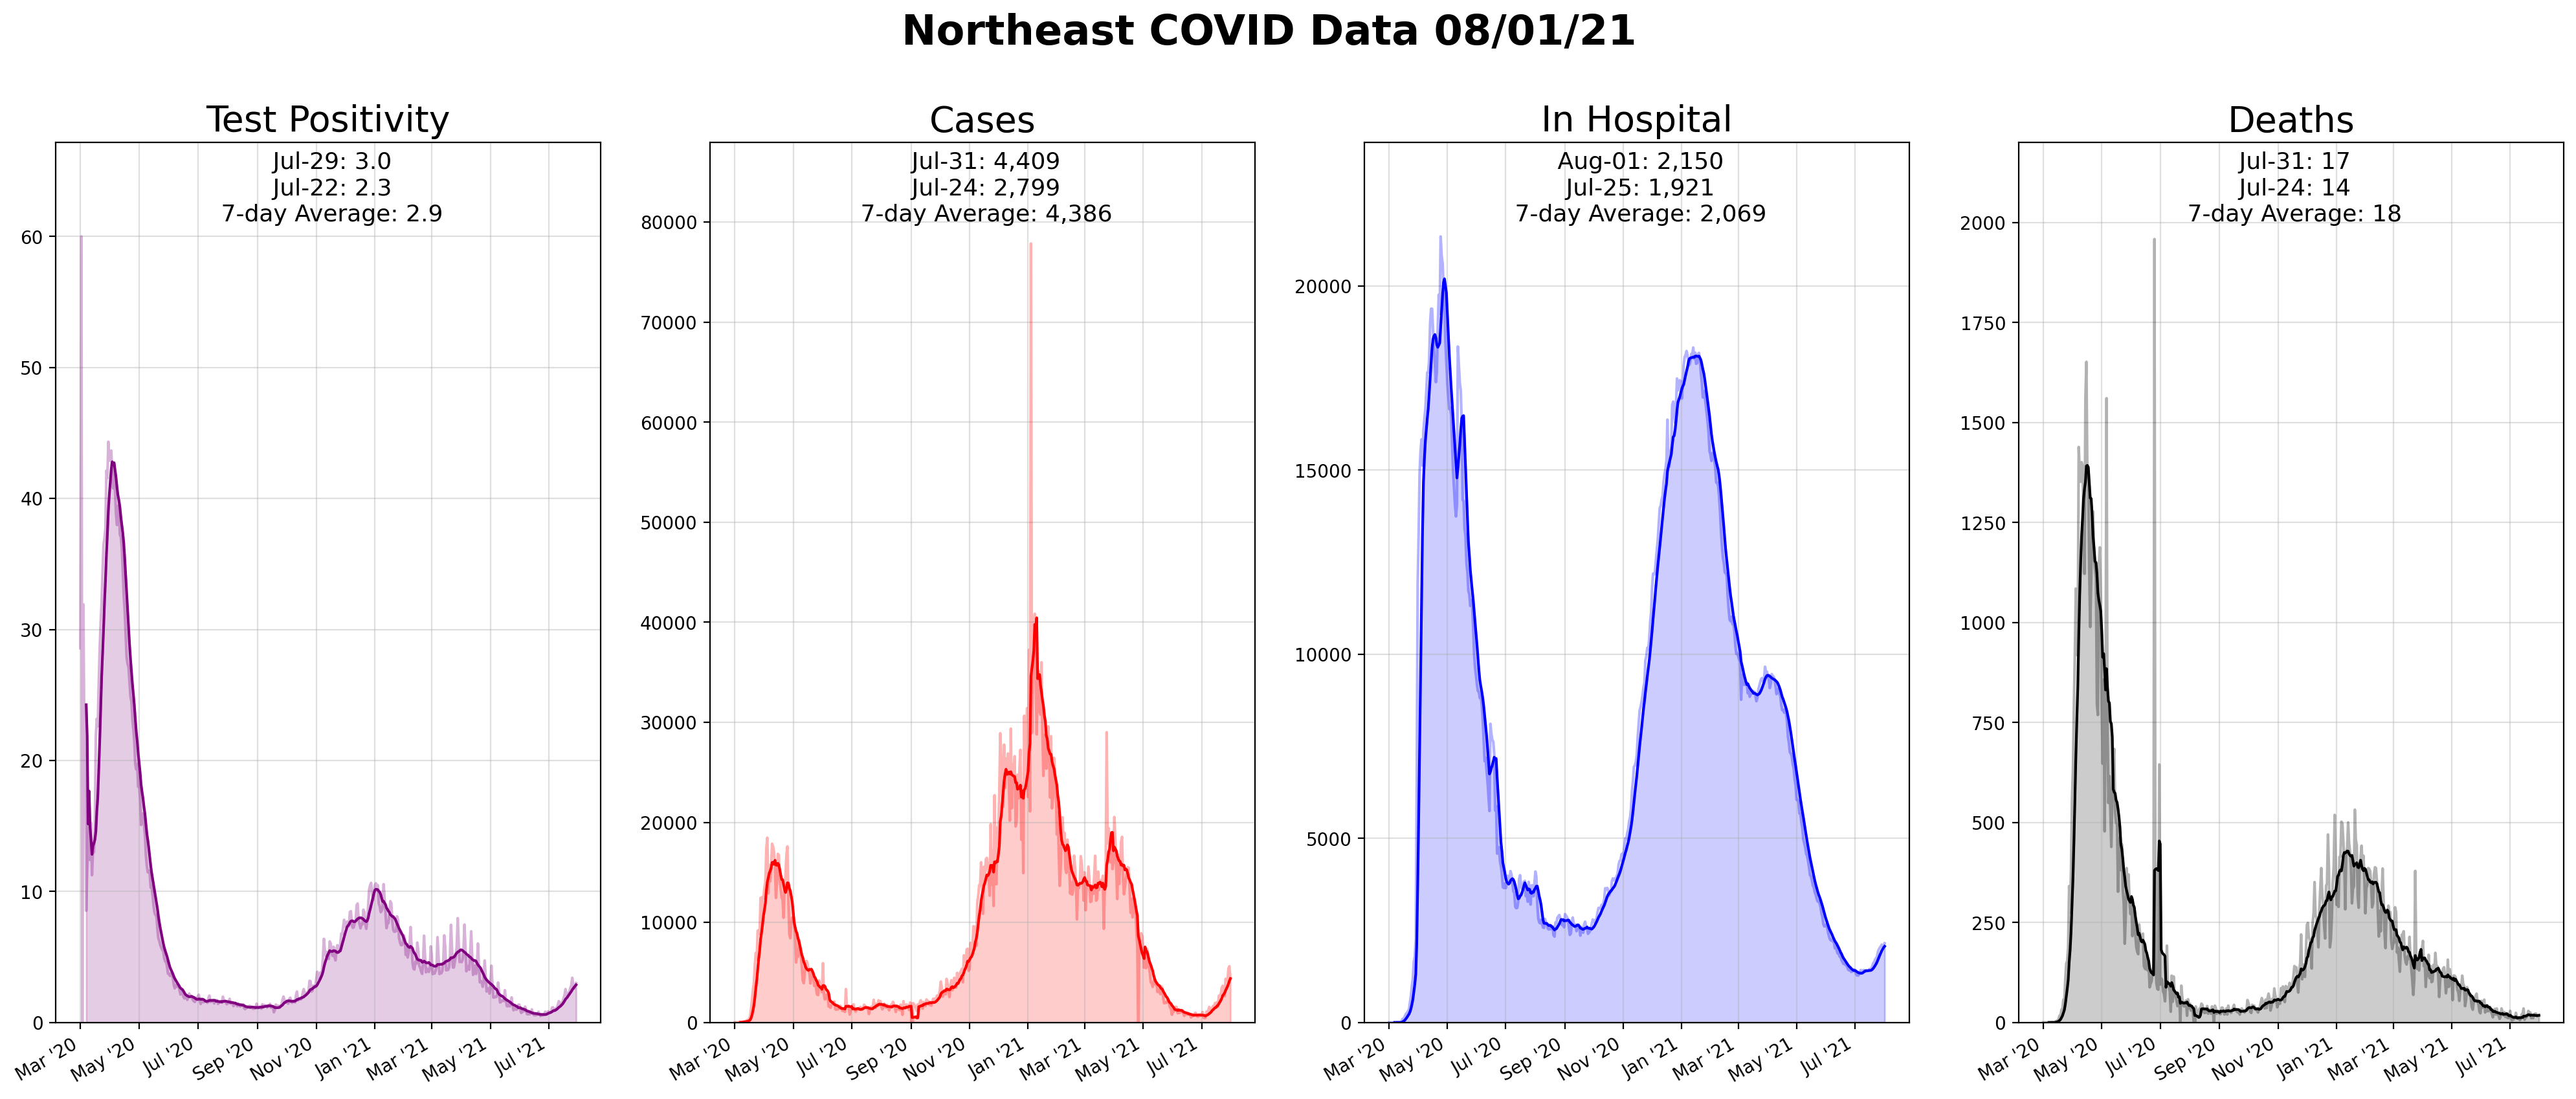 Northeast COVID Data 08/01/21
Test Positivity
Jul-29: 3.0
Jul-22: 2.3
7-day Average: 2.9
60
50
40
30
20
10
0
Mar '20
May '20
Jul '20
Sep '20
Nov '20
Jan '21
Mar '21
May '21
Jul '21
Cases
Jul-31: 4,409
Jul-24: 2,799
7-day Average: 4,386
80000
70000
60000
50000
40000
30000
20000
10000
0
Mar '20
May '20
Jul '20
Sep '20
Nov '20
Jan '21
Mar '21
May '21
Jul '21
In Hospital
Aug-01: 2,150
Jul-25: 1,921
7-day Average: 2,069
20000
15000
10000
5000
0
Mar '20
May '20
Jul '20
Sep '20
Nov '20
Jan '21
Mar '21
May '21
Jul '21
Deaths
Jul-31: 17
Jul-24: 14
7-day Average: 18
2000
1750
1500
1250
1000
750
500
250
0
Mar '20
May '20
Jul '20
Sep '20
Nov '20
Jan '21
Mar '21
May '21
Jul '21